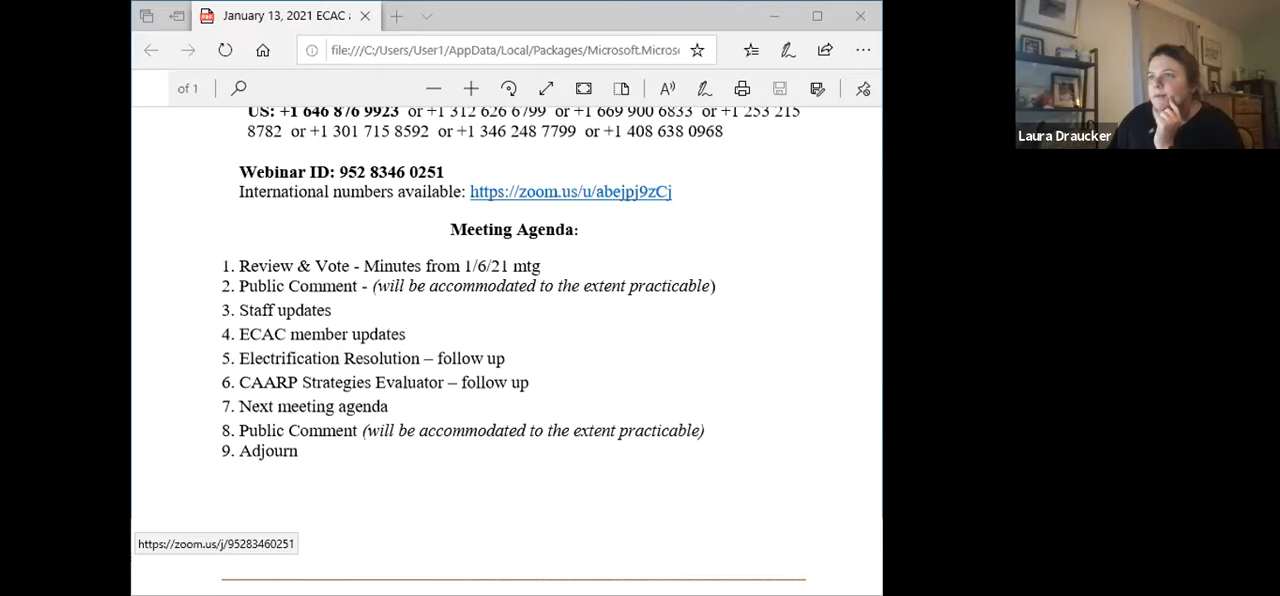 January 13, 2021 ECAC
file:///C:/Users/User1/AppData/Local/Packages/Microsoft.Micros
of 1
US: +1 646 876 9923 or +1 312 626 6799 or +1 669 900 6833 or +1 253 215
8782 or +1 301 715 8592 or +1 346 248 7799 or +1 408 638 0968
Webinar ID: 952 8346 0251
International numbers available: https://zoom.us/u/abejpj9zCj
Meeting Agenda:
1. Review & Vote - Minutes from 1/6/21 mtg
2. Public Comment - (will be accommodated to the extent practicable)
3. Staff updates
4. ECAC member updates
5. Electrification Resolution – follow up
6. CAARP Strategies Evaluator – follow up
7. Next meeting agenda
8. Public Comment (will be accommodated to the extent practicable)
9. Adjourn
https://zoom.us/j/95283460251
Laura Draucker